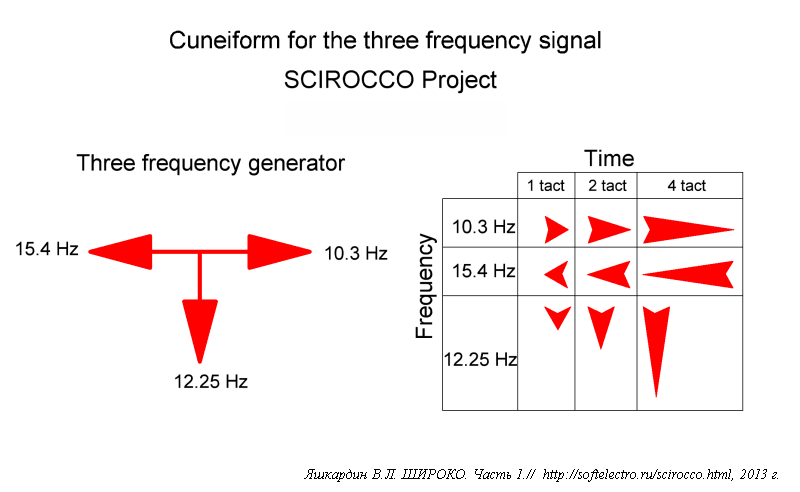 Cuneiform for the three frequency signal
SCIROCCO Project
Three frequency generator
15.4 Hz
10.3 Hz
12.25 Hz
Time
1 tact 2 tact 4 tact
Frequency
10.3 Hz
15.4 Hz
12.25 Hz
Яшкардин В.Л. ШИРОКО. Часть 1.// http://softelectro.ru/scirocco.html, 2013 г.